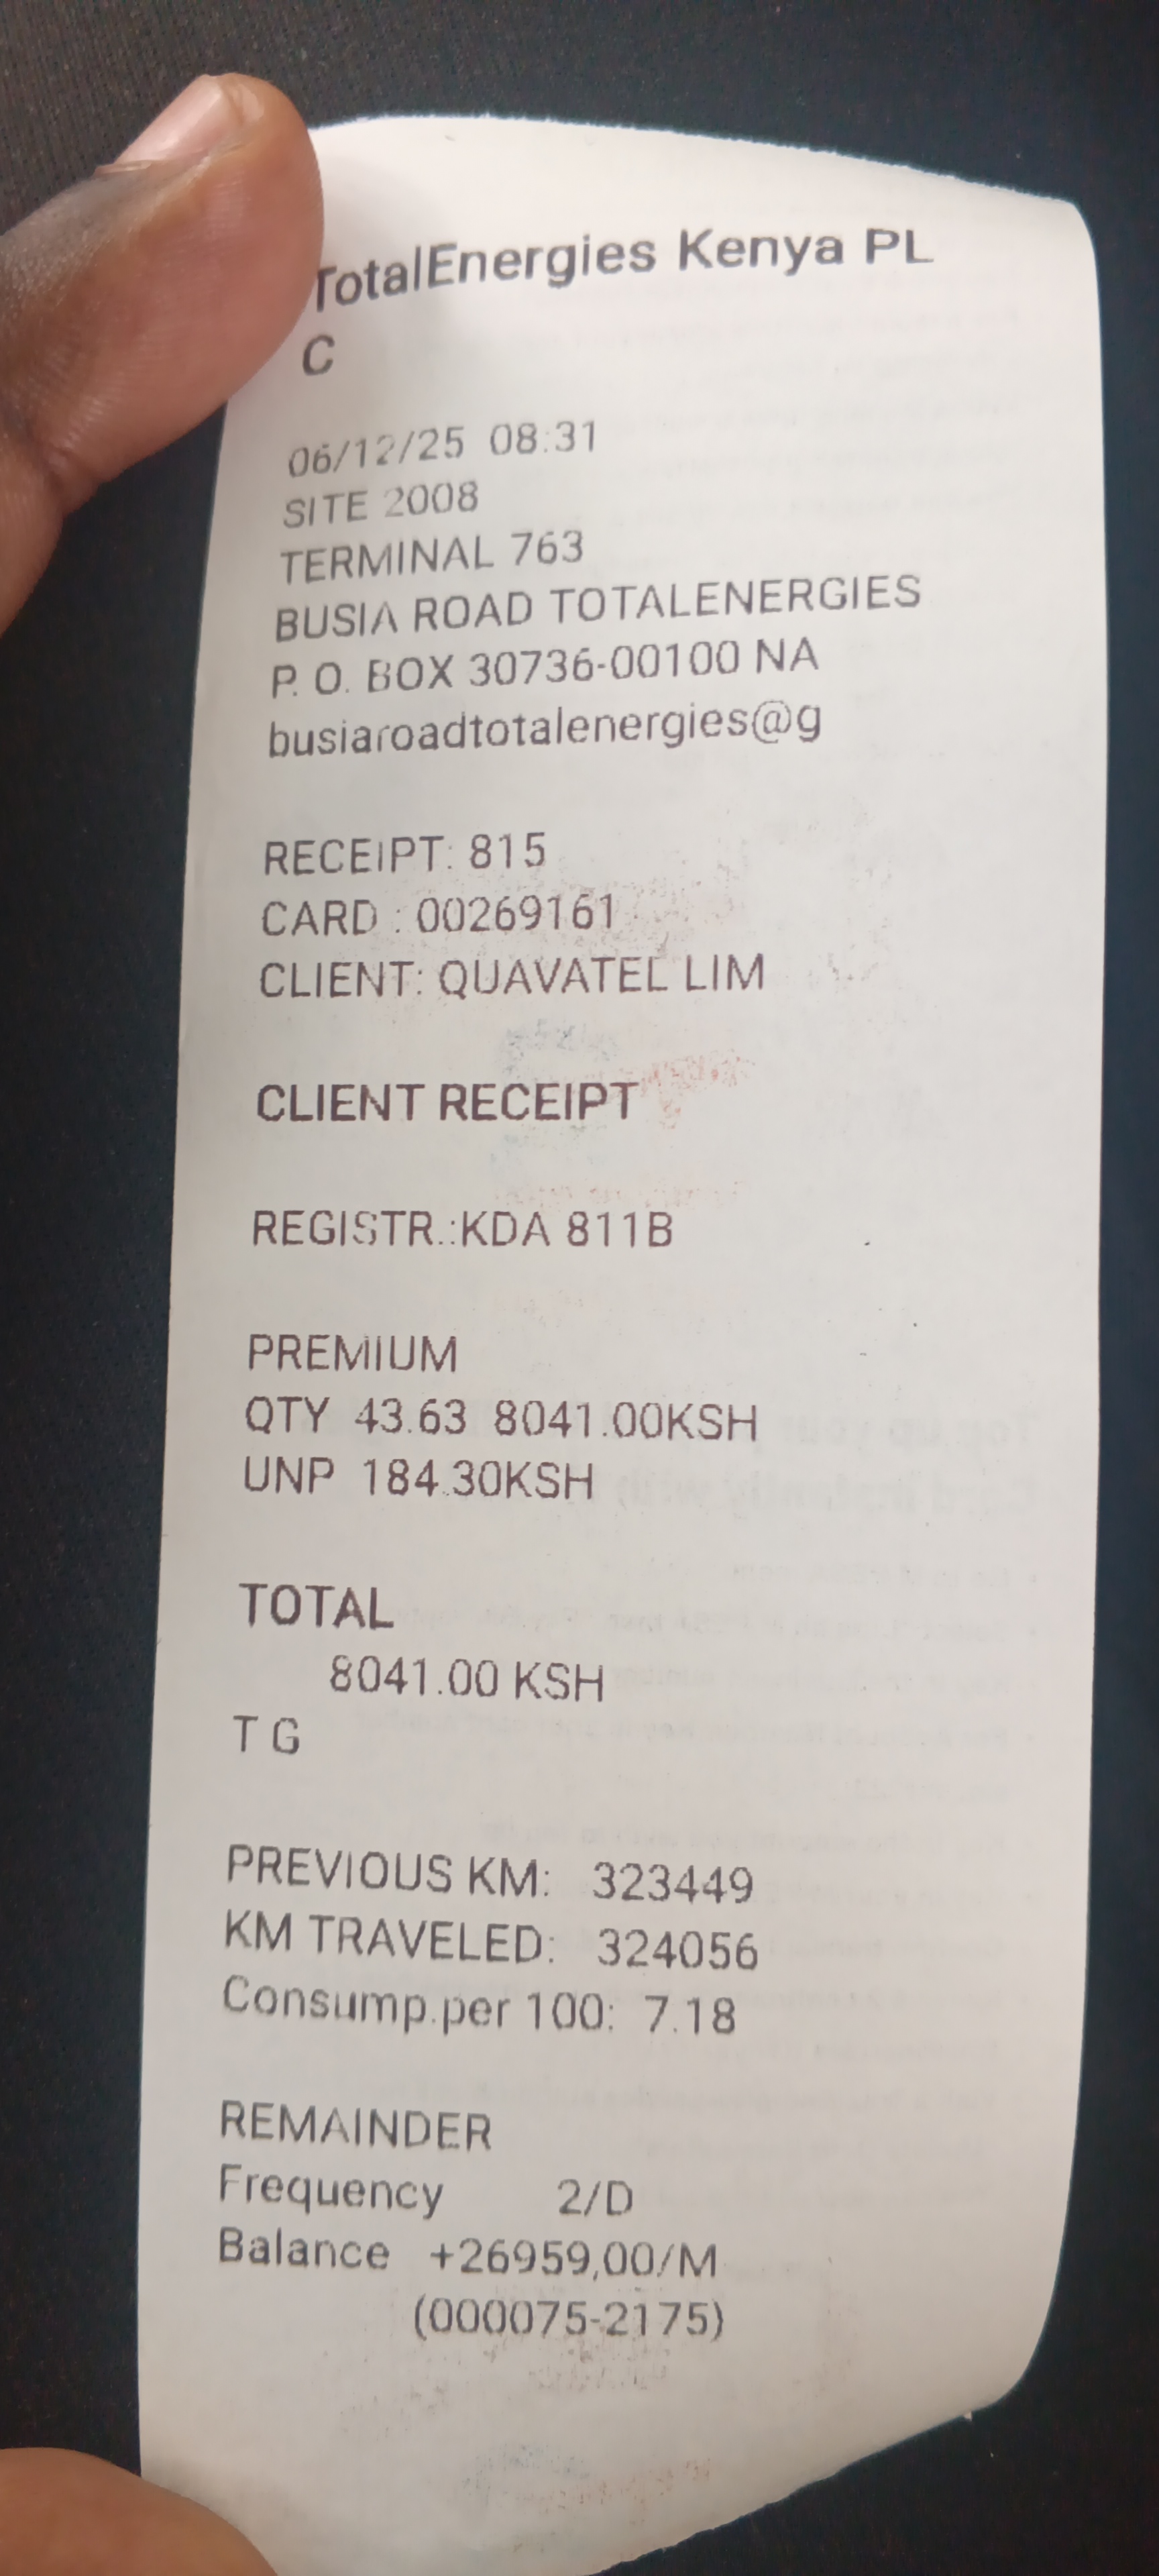 TotalEnergies Kenya PL
C
06/12/25 08:31
SITE 2008
TERMINAL 763
BUSIA ROAD TOTALENERGIES
P. O. BOX 30736-00100 NA
busiaroadtotalenergies@g
RECEIPT: 815
CARD : 00269161
CLIENT: QUAVATEL LIM
CLIENT RECEIPT
REGISTR.:KDA 811B
PREMIUM
QTY 43.63 8041.00KSH
UNP 184.30KSH
TOTAL
8041.00 KSH
T G
PREVIOUS KM: 323449
KM TRAVELED: 324056
Consump.per 100: 7.18
REMAINDER
Frequency 2/D
Balance +26959,00/M
(000075-2175)